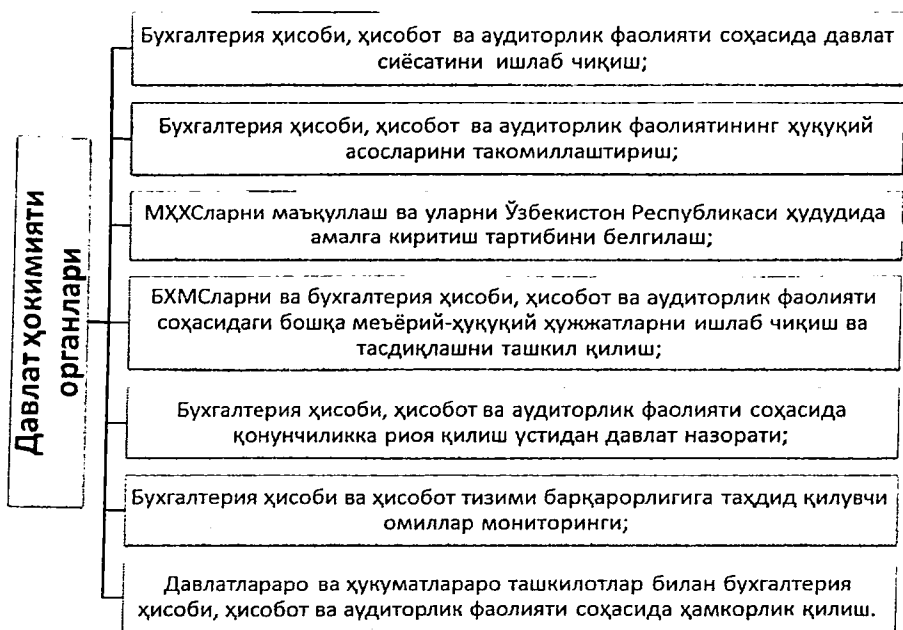 Давлат ҳокимияти
органлари
Бухгалтерия ҳисоби, ҳисобот ва аудиторлик фаолияти соҳасида давлат
сиёсатини ишлаб чиқиш;
Бухгалтерия ҳисоби, ҳисобот ва аудиторлик фаолиятининг ҳуқуқий
асосларини такомиллаштириш;
МҲХСларни маъқуллаш ва уларни Ўзбекистон Республикаси ҳудудида
амалга киритиш тартибини белгилаш;
БХМСларни ва бухгалтерия ҳисоби, ҳисобот ва аудиторлик фаолияти
соҳасидаги бошқа меъёрий-ҳуқуқий ҳужжатларни ишлаб чиқиш ва
тасдиқлашни ташкил қилиш;
Бухгалтерия ҳисоби, ҳисобот ва аудиторлик фаолияти соҳасида
қонунчиликка риоя қилиш устидан давлат назорати;
Бухгалтерия ҳисоби ва ҳисобот тизими барқарорлигига таҳдид қилувчи
омиллар мониторинги;
Давлатлараро ва ҳукуматлараро ташкилотлар билан бухгалтерия
ҳисоби, ҳисобот ва аудиторлик фаолияти соҳасида ҳамкорлик қилиш.